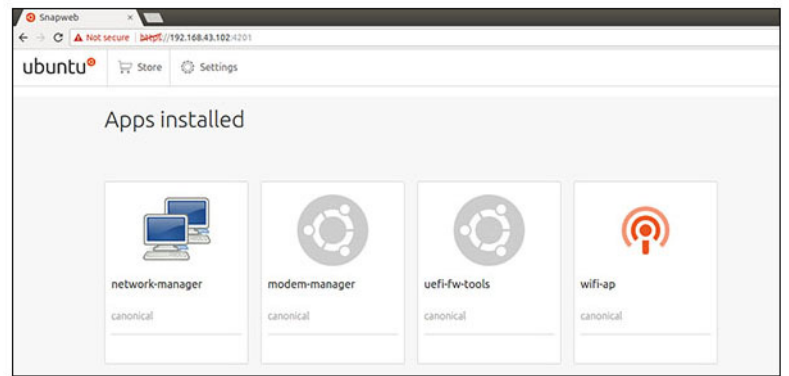 Snapweb ×
Not secure | https://192.168.43.102:4201
ubuntu Store Settings
Apps installed
network-manager modem-manager uefi-fw-tools wifi-ap
canonical canonical canonical canonical